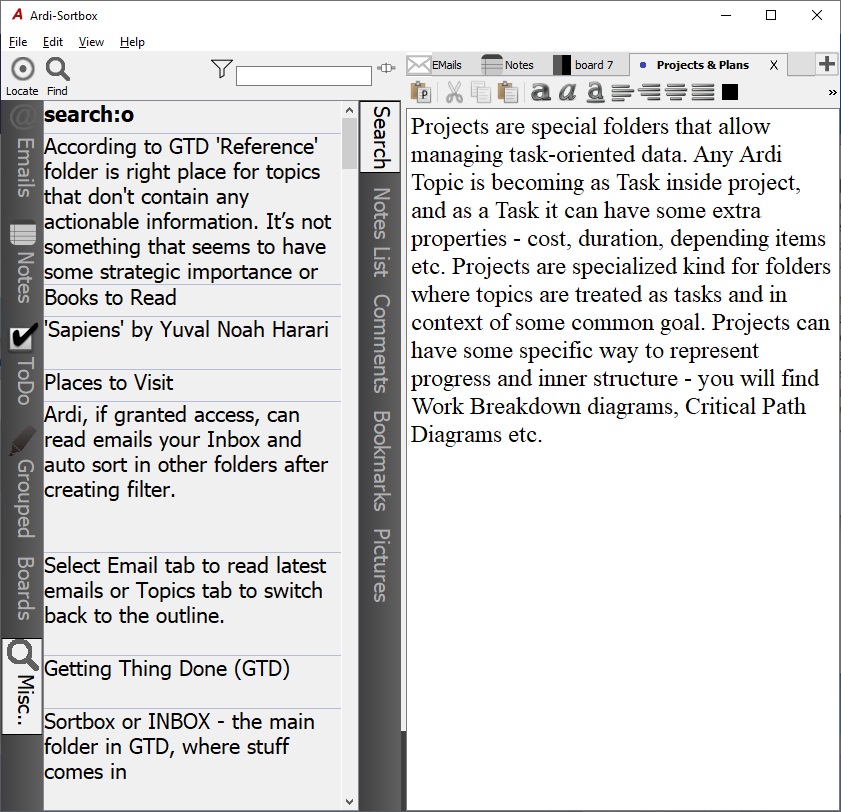 Ardi-Sortbox
File Edit View Help
Locate Find
EMails Notes board 7 Projects & Plans X
P a a a »
@ Emails
Notes
ToDo
Grouped
Boards
Misc..
search:o
According to GTD 'Reference'
folder is right place for topics
that don't contain any
actionable information. It’s not
something that seems to have
some strategic importance or
Books to Read
'Sapiens' by Yuval Noah Harari
Places to Visit
Ardi, if granted access, can
read emails your Inbox and
auto sort in other folders after
creating filter.
Select Email tab to read latest
emails or Topics tab to switch
back to the outline.
Getting Thing Done (GTD)
Sortbox or INBOX - the main
folder in GTD, where stuff
comes in
Search
Notes List
Comments
Bookmarks
Pictures
Projects are special folders that allow
managing task-oriented data. Any Ardi
Topic is becoming as Task inside project,
and as a Task it can have some extra
properties - cost, duration, depending items
etc. Projects are specialized kind for folders
where topics are treated as tasks and in
context of some common goal. Projects can
have some specific way to represent
progress and inner structure - you will find
Work Breakdown diagrams, Critical Path
Diagrams etc.